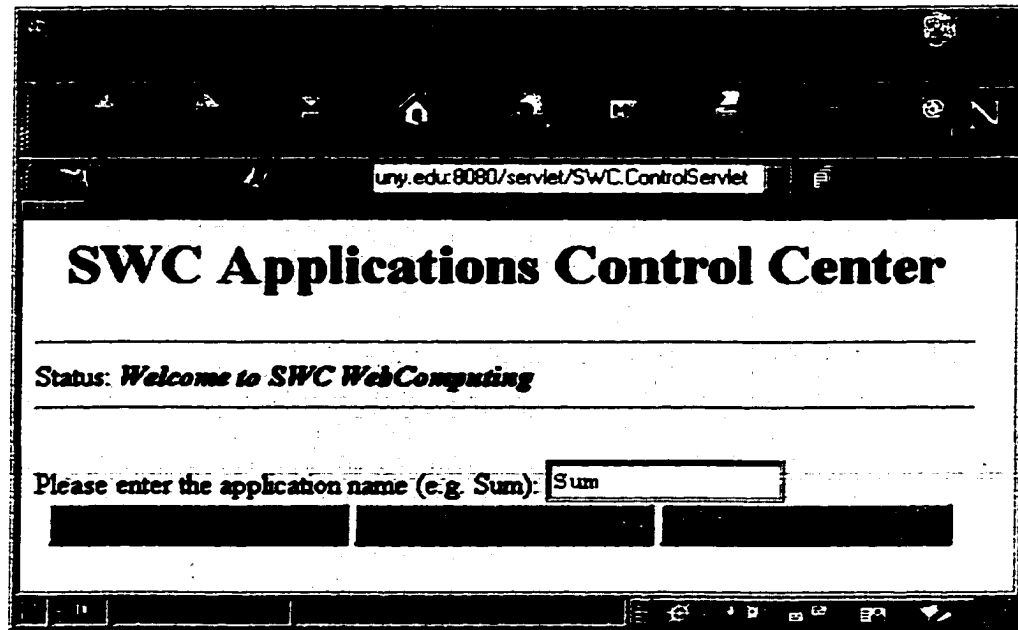 uny.edu:8080/servlet/SWC.ControlServlet
SWC Applications Control Center
Status: Welcome to SWC WebComputing
Please enter the application name (e.g. Sum): Sum